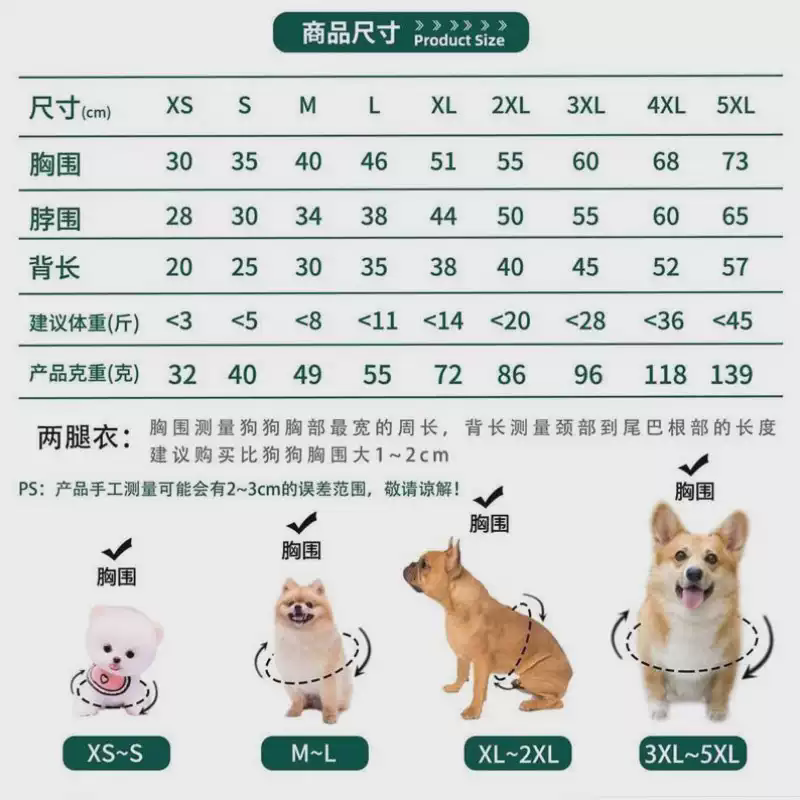 商品尺寸 》》》》》》 Product Size
尺寸(cm) XS S M L XL 2XL 3XL 4XL 5XL
胸围 30 35 40 46 51 55 60 68 73
脖围 28 30 34 38 44 50 55 60 65
背长 20 25 30 35 38 40 45 52 57
建议体重(斤) <3 <5 <8 <11 <14 <20 <28 <36 <45
产品克重(克) 32 40 49 55 72 86 96 118 139
两腿衣：胸围测量狗狗胸部最宽的周长，背长测量颈部到尾巴根部的长度
建议购买比狗狗胸围大1~2cm
PS：产品手工测量可能会有2~3cm的误差范围，敬请谅解！
胸围
胸围
胸围
胸围
XS~S
M~L
XL~2XL
3XL~5XL